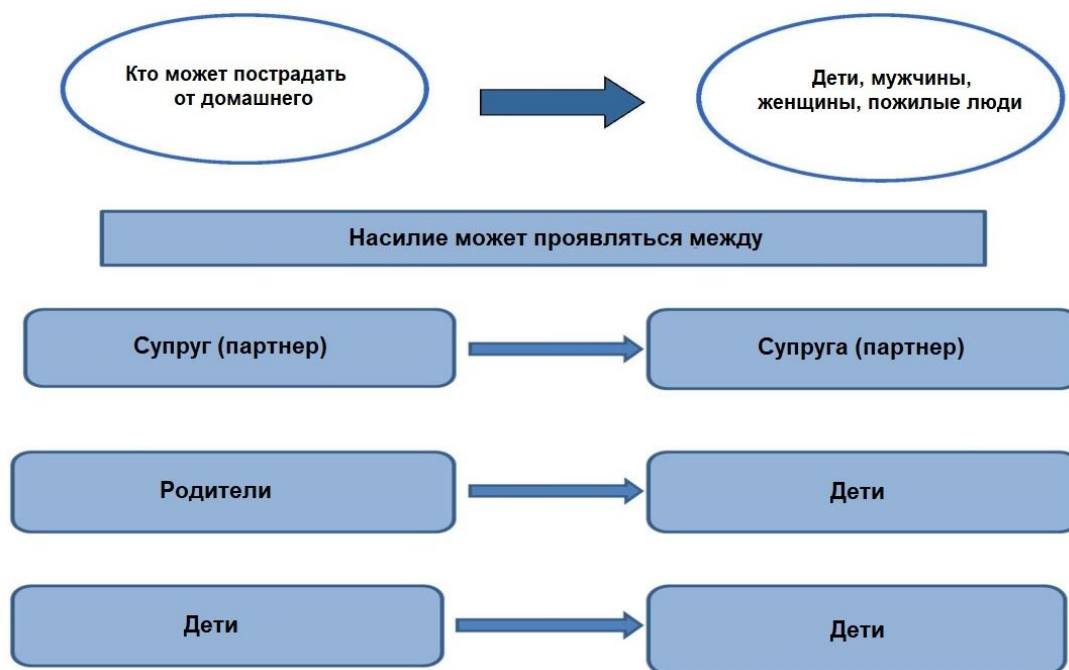 Кто может пострадать
от домашнего
Дети, мужчины,
женщины, пожилые люди
Насилие может проявляться между
Супруг (партнер)
Супруга (партнер)
Родители
Дети
Дети
Дети